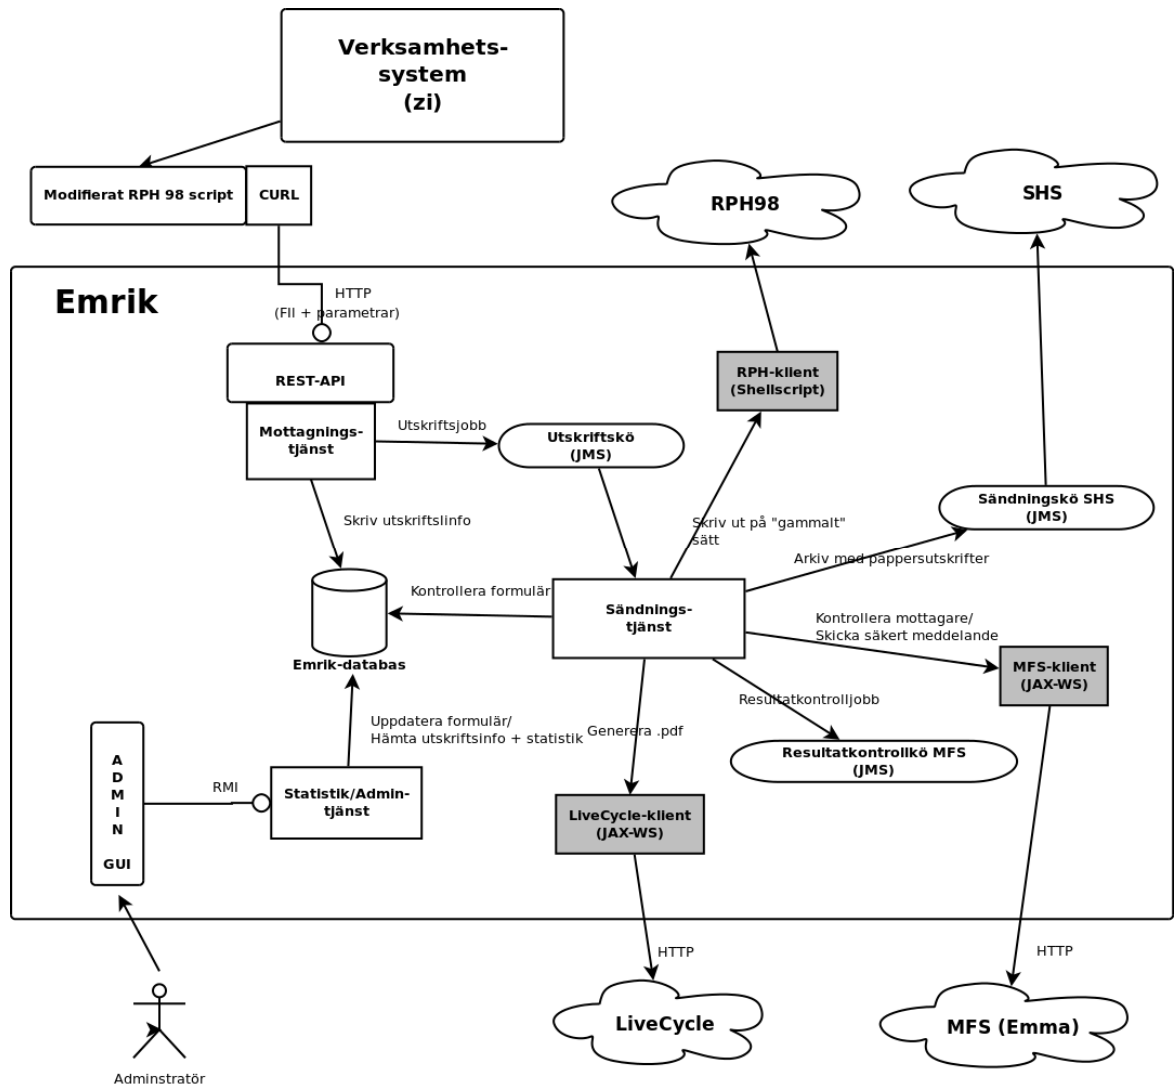 Verksamhets-
system
(zi)
Modifierat RPH 98 script
CURL
RPH98
SHS
Emrik
HTTP
(FII + parametrar)
REST-API
RPH-klient
(Shellscript)
Mottagnings-
tjänst
Utskriftsjobb
Utskriftskö
(JMS)
Sändningskö SHS
(JMS)
Skriv utskriftslinfo
Skriv ut på "gammalt"
sätt
Arkiv med pappersutskrifter
Kontrollera formulär
Sändnings-
tjänst
Kontrollera mottagare/
Skicka säkert meddelande
Emrik-databas
MFS-klient
(JAX-WS)
Resultatkontrolljobb
Uppdatera formulär/
Hämta utskriftsinfo + statistik
Generera .pdf
Resultatkontrollkö MFS
(JMS)
A
D
M
I
N
GUI
RMI
Statistik/Admin-
tjänst
LiveCycle-klient
(JAX-WS)
HTTP
HTTP
LiveCycle
MFS (Emma)
Adminstratör